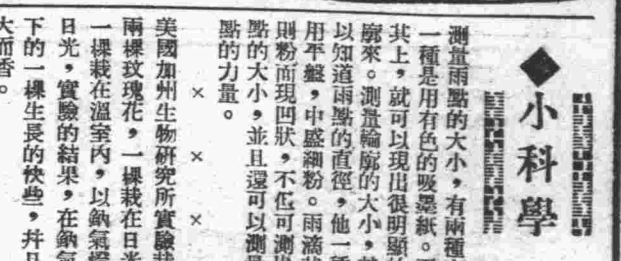 ◆小科學
測量雨點的大小，有兩種
一種是用有色的吸墨紙。
其上，就可以現出很明顯
廓來。測量輪廓的大小，
以知道雨點的直徑，他一種
用平盤，中盛細粉。雨滴
則粉面現凹狀，不但可測
點的大小，並且還可以測量
點的力量。
× × ×
美國加州生物研究所實驗栽
兩棵玫瑰花，一棵栽在日光
一棵栽在溫室內，以鈉氣燈
日光，實驗的結果，在鈉氣
下的一棵生長的快些，并且
大而香。